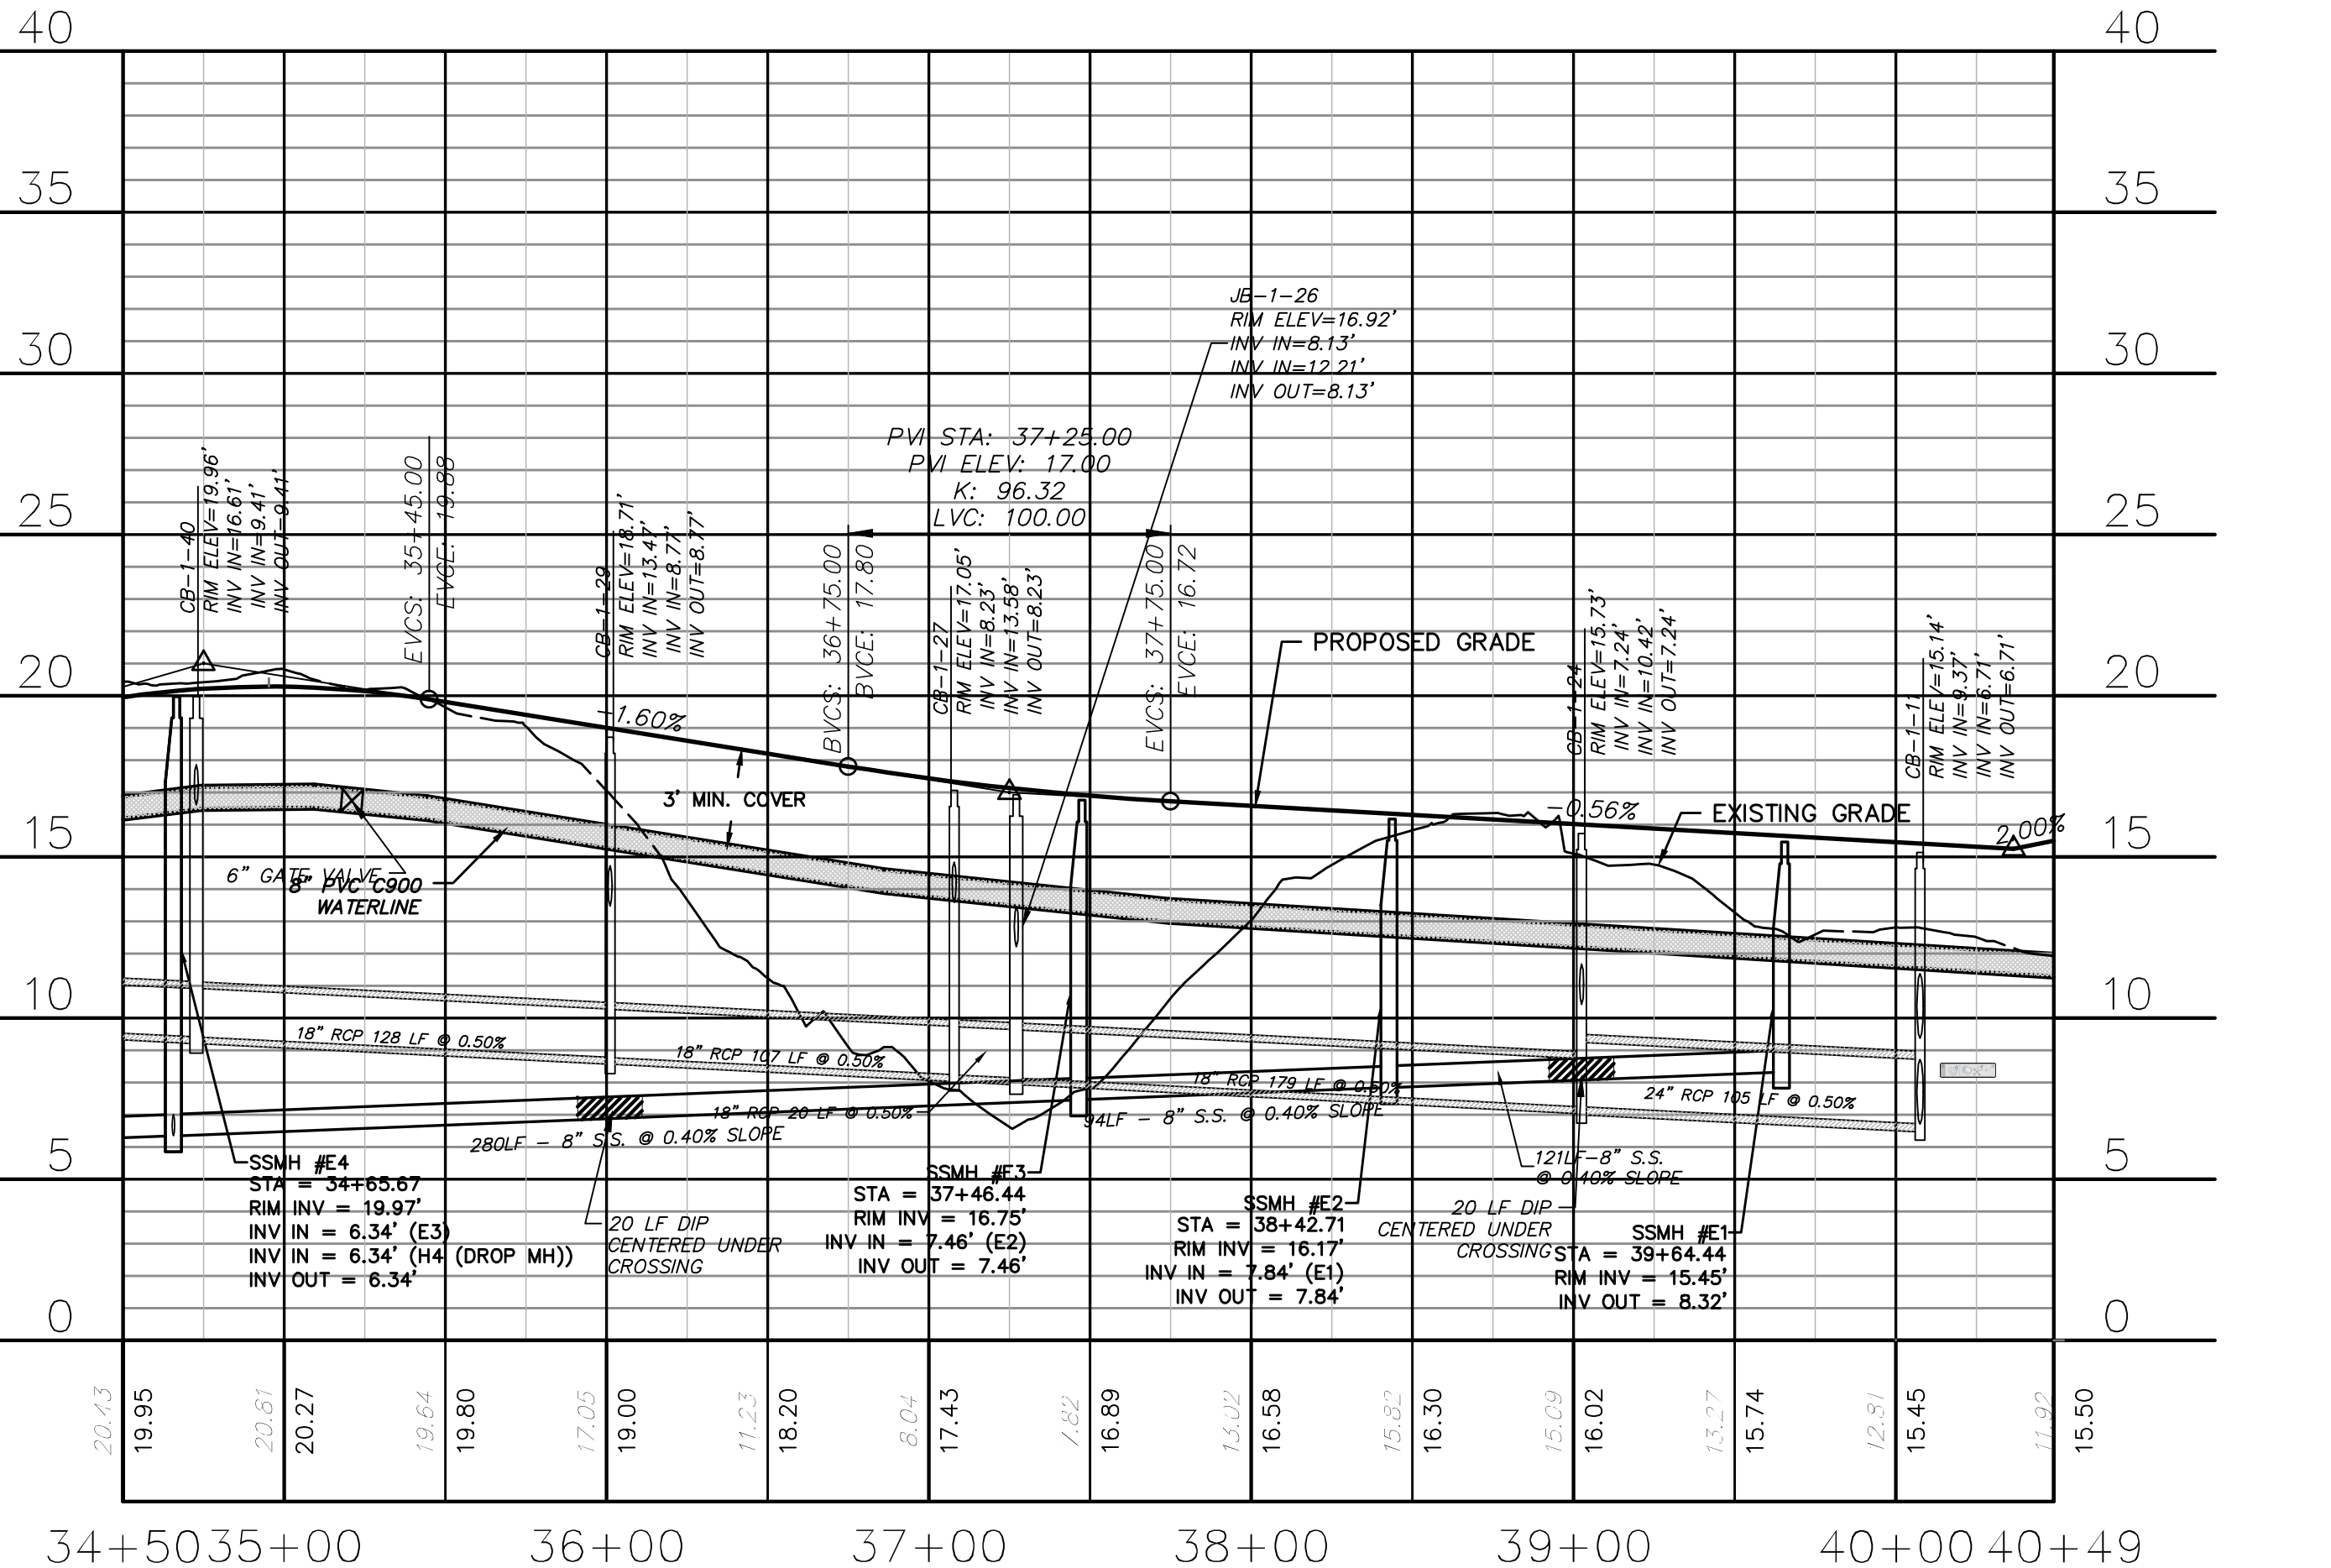 40
40
35
35
30
30
25
25
20
20
15
15
10
10
5
5
0
0
JB-1-26
RIM ELEV=16.92'
INV IN=8.13'
INV IN=12.21'
INV OUT=8.13'
PVI STA: 37+25.00
PVI ELEV: 17.00
K: 96.32
LVC: 100.00
CB-1-40
RIM ELEV=19.96'
INV IN=16.61'
INV IN=9.41'
INV OUT=9.41'
EVCS: 35+45.00
EVCE: 19.88
CB-1-29
RIM ELEV=18.71'
INV IN=13.47'
INV IN=8.77'
INV OUT=8.77'
BVCS: 36+75.00
BVCE: 17.80
CB-1-27
RIM ELEV=17.05'
INV IN=8.23'
INV IN=13.58'
INV OUT=8.23'
EVCS: 37+75.00
EVCE: 16.72
PROPOSED GRADE
CB-1-24
RIM ELEV=15.73'
INV IN=7.24'
INV IN=10.42'
INV OUT=7.24'
CB-1-11
RIM ELEV=15.14'
INV IN=9.37'
INV IN=6.71'
INV OUT=6.71'
-1.60%
3' MIN. COVER
-0.56%
EXISTING GRADE
2.00%
6" GATE VALVE
8" PVC C900
WATERLINE
18" RCP 128 LF @ 0.50%
18" RCP 107 LF @ 0.50%
18" RCP 20 LF @ 0.50%
18" RCP 179 LF @ 0.50%
24" RCP 105 LF @ 0.50%
280LF - 8" S.S. @ 0.40% SLOPE
94LF - 8" S.S. @ 0.40% SLOPE
121LF-8" S.S.
@ 0.40% SLOPE
SSMH #E4
STA = 34+65.67
RIM INV = 19.97'
INV IN = 6.34' (E3)
INV IN = 6.34' (H4 (DROP MH))
INV OUT = 6.34'
20 LF DIP
CENTERED UNDER
CROSSING
SSMH #E3
STA = 37+46.44
RIM INV = 16.75'
INV IN = 7.46' (E2)
INV OUT = 7.46'
SSMH #E2
STA = 38+42.71
RIM INV = 16.17'
INV IN = 7.84' (E1)
INV OUT = 7.84'
20 LF DIP
CENTERED UNDER
CROSSING
SSMH #E1
STA = 39+64.44
RIM INV = 15.45'
INV OUT = 8.32'
20.43
19.95
20.81
20.27
19.64
19.80
17.05
19.00
11.23
18.20
8.04
17.43
7.82
16.89
13.02
16.58
15.82
16.30
15.09
16.02
13.27
15.74
12.81
15.45
11.92
15.50
34+50 35+00 36+00 37+00 38+00 39+00 40+00 40+49